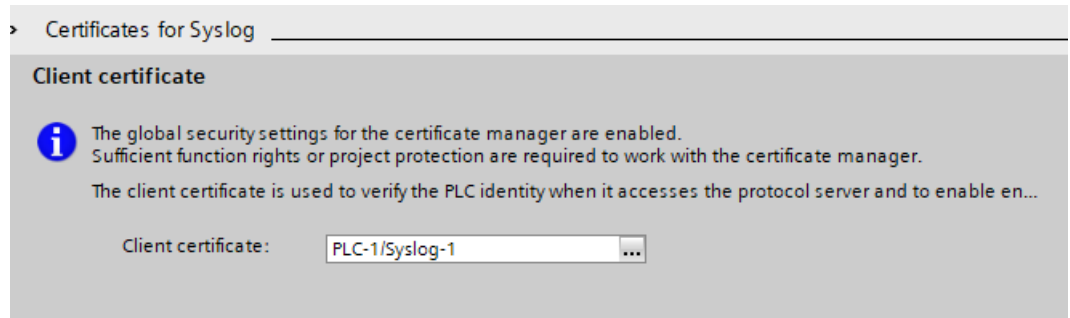 Certificates for Syslog
Client certificate
The global security settings for the certificate manager are enabled.
Sufficient function rights or project protection are required to work with the certificate manager.
The client certificate is used to verify the PLC identity when it accesses the protocol server and to enable en...
Client certificate: PLC-1/Syslog-1 ...